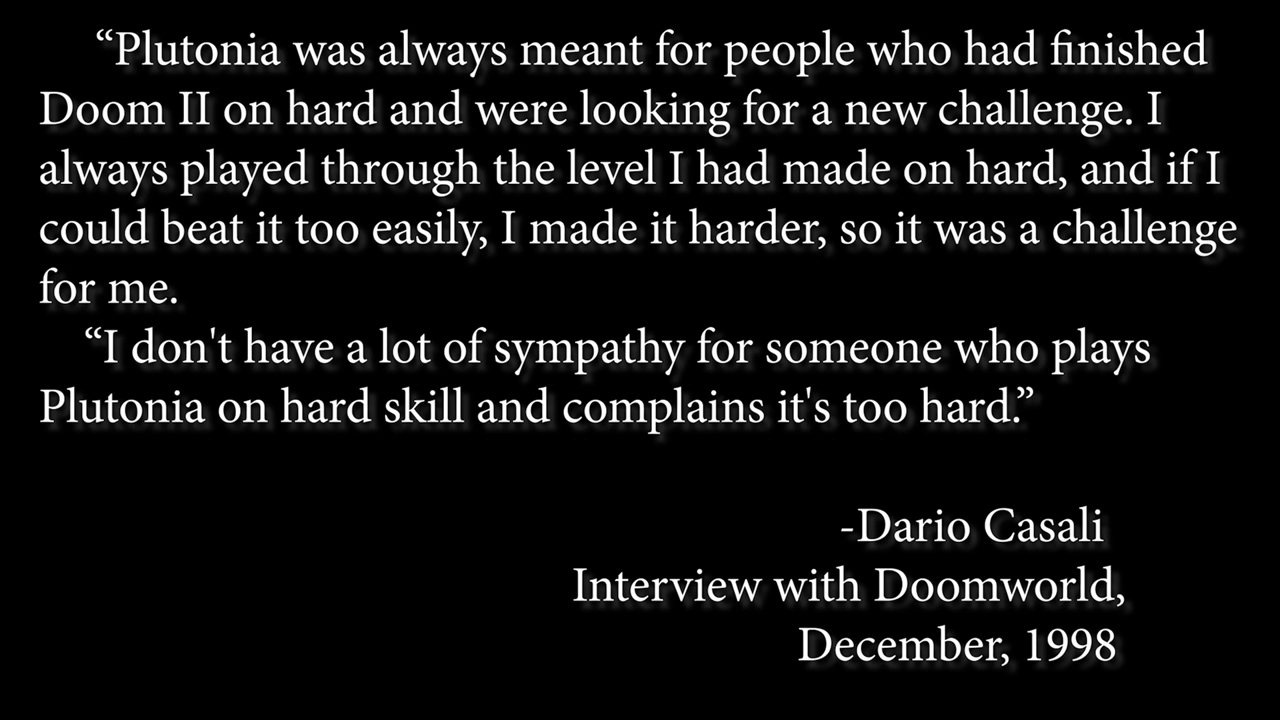 “Plutonia was always meant for people who had finished
Doom II on hard and were looking for a new challenge. I
always played through the level I had made on hard, and if I
could beat it too easily, I made it harder, so it was a challenge
for me.
“I don't have a lot of sympathy for someone who plays
Plutonia on hard skill and complains it's too hard.”
-Dario Casali
Interview with Doomworld,
December, 1998